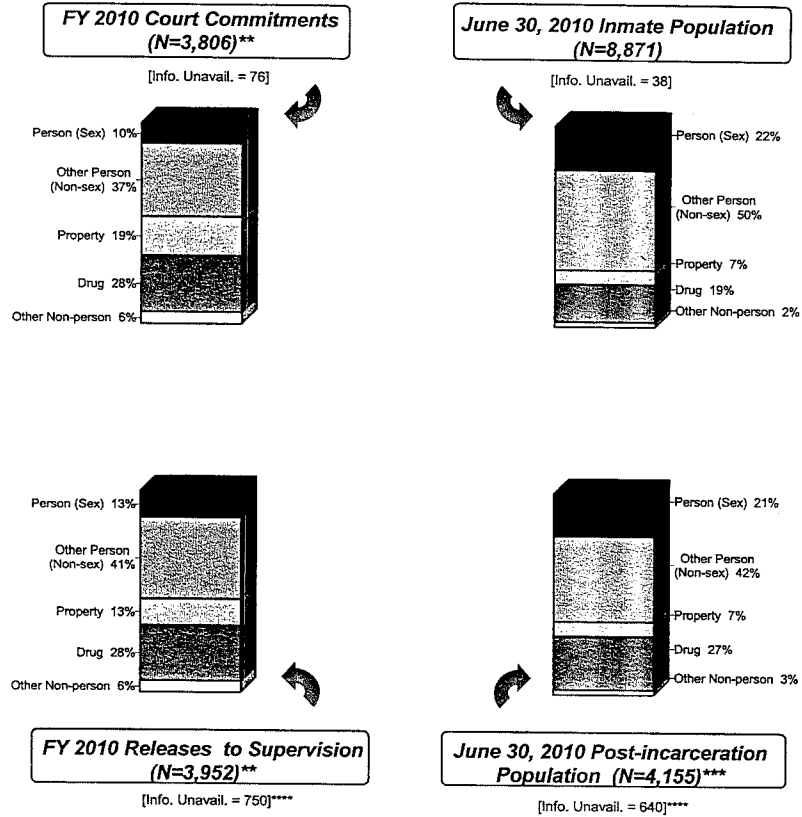 FY 2010 Court Commitments
(N=3,806)**
[Info. Unavail. = 76]
Person (Sex) 10%
Other Person
(Non-sex) 37%
Property 19%
Drug 28%
Other Non-person 6%
June 30, 2010 Inmate Population
(N=8,871)
[Info. Unavail. = 38]
Person (Sex) 22%
Other Person
(Non-sex) 50%
Property 7%
Drug 19%
Other Non-person 2%
Person (Sex) 13%
Other Person
(Non-sex) 41%
Property 13%
Drug 28%
Other Non-person 6%
FY 2010 Releases to Supervision
(N=3,952)**
[Info. Unavail. = 750]****
Person (Sex) 21%
Other Person
(Non-sex) 42%
Property 7%
Drug 27%
Other Non-person 3%
June 30, 2010 Post-incarceration
Population (N=4,155)***
[Info. Unavail. = 640]****